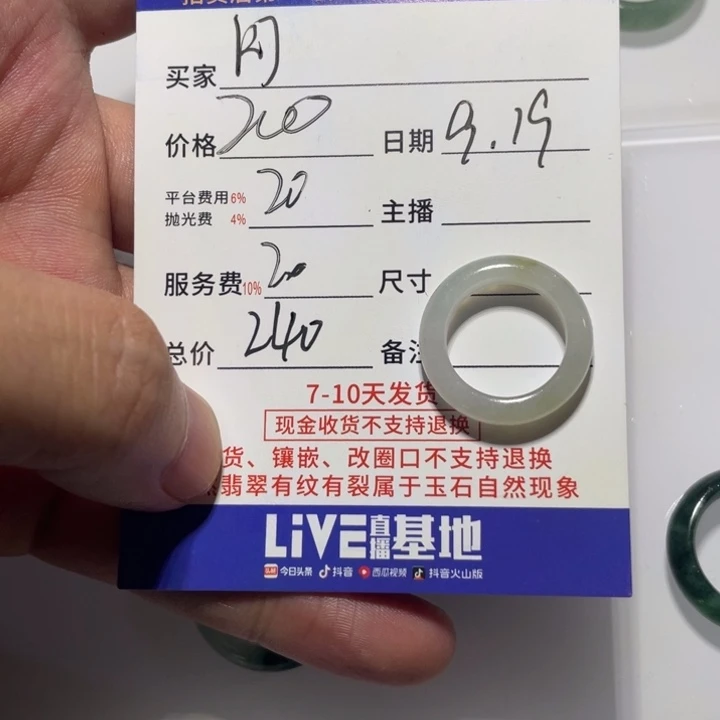 买家
价格 200 日期 9.19
平台费用6% 20
抛光费 4% 主播
服务费10% 20 尺寸
总价 240 备注
7-10天发货
现金收货不支持退换
货、镶嵌、改圈口不支持退换
翡翠有纹有裂属于玉石自然现象
LiVE直播基地
今日头条 抖音 西瓜视频 抖音火山版